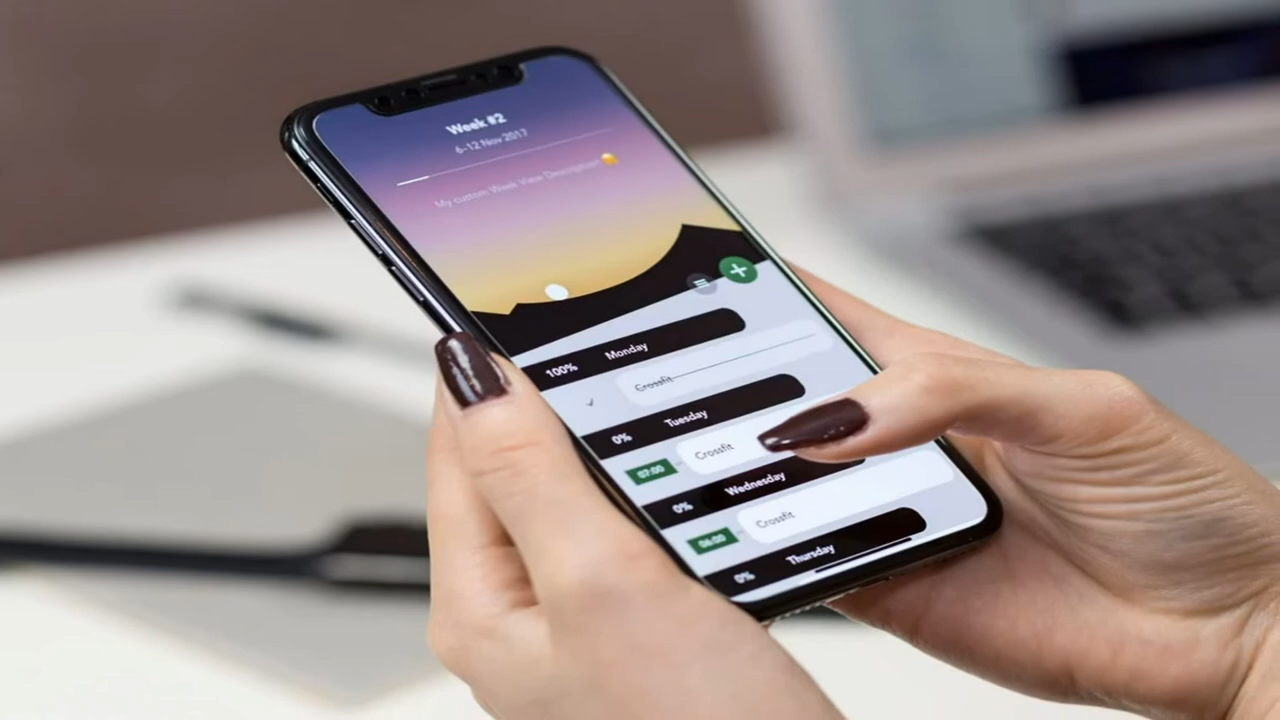 Week #2
6-12 Nov 2017
My custom Week View Description
100% Monday
Crossfit
0% Tuesday
07:00 Crossfit
0% Wednesday
06:00 Crossfit
0% Thursday